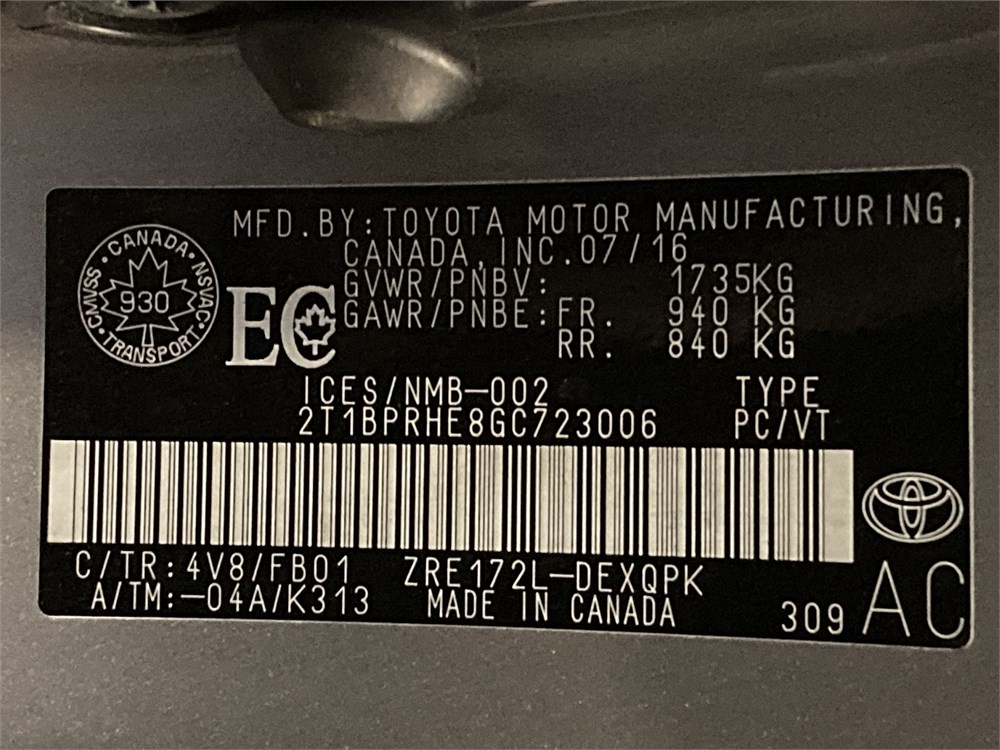 MFD.BY:TOYOTA MOTOR MANUFACTURING,
CANADA,INC.07/16
GVWR/PNBV: 1735KG
GAWR/PNBE:FR. 940 KG
RR. 840 KG
CANADA • NSVAC • TRANSPORT • CMVSS •
930
EC
ICES/NMB-002 TYPE
2T1BPRHE8GC723006 PC/VT
C/TR:4V8/FB01 ZRE172L-DEXQPK
A/TM:-04A/K313 MADE IN CANADA 309 AC